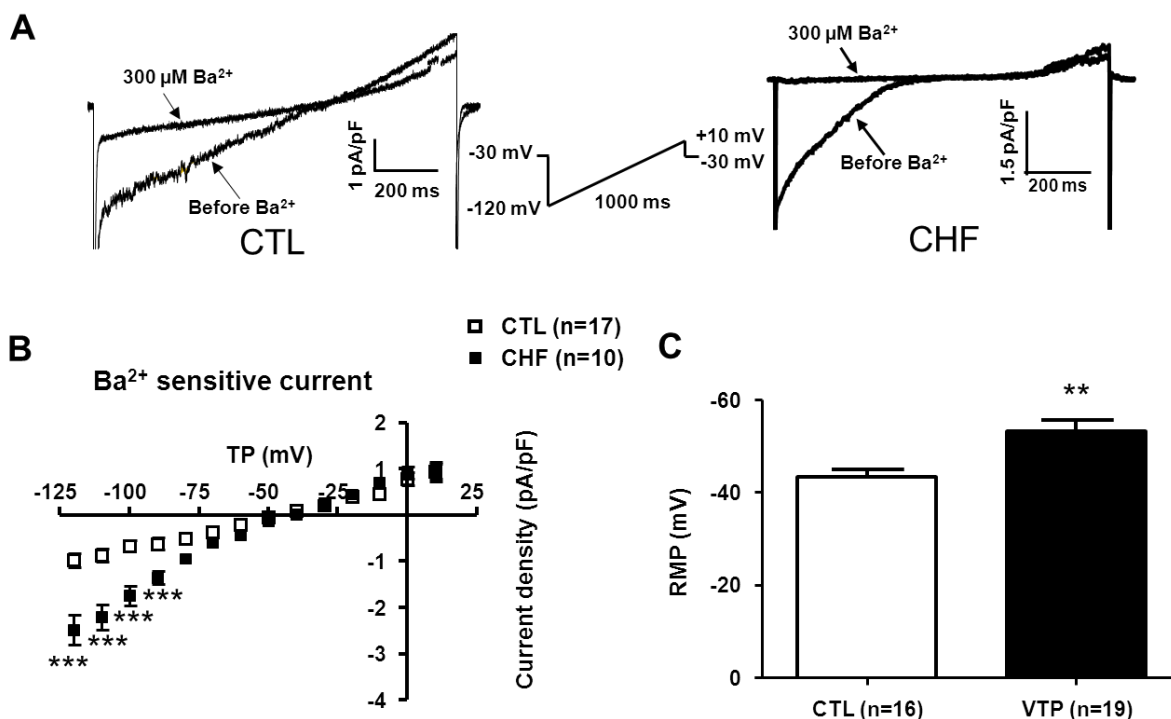 A
300 µM Ba²⁺
Before Ba²⁺
CTL
1 pA/pF
200 ms
-30 mV
-120 mV
1000 ms
+10 mV
-30 mV
300 µM Ba²⁺
Before Ba²⁺
CHF
1.5 pA/pF
200 ms
B
CTL (n=17)
CHF (n=10)
Ba²⁺ sensitive current
TP (mV)
Current density (pA/pF)
-125 -100 -75 -50 -25 25
2
1
-1
-2
-3
-4
***
***
***
***
C
RMP (mV)
-60
-40
-20
0
**
CTL (n=16)
VTP (n=19)